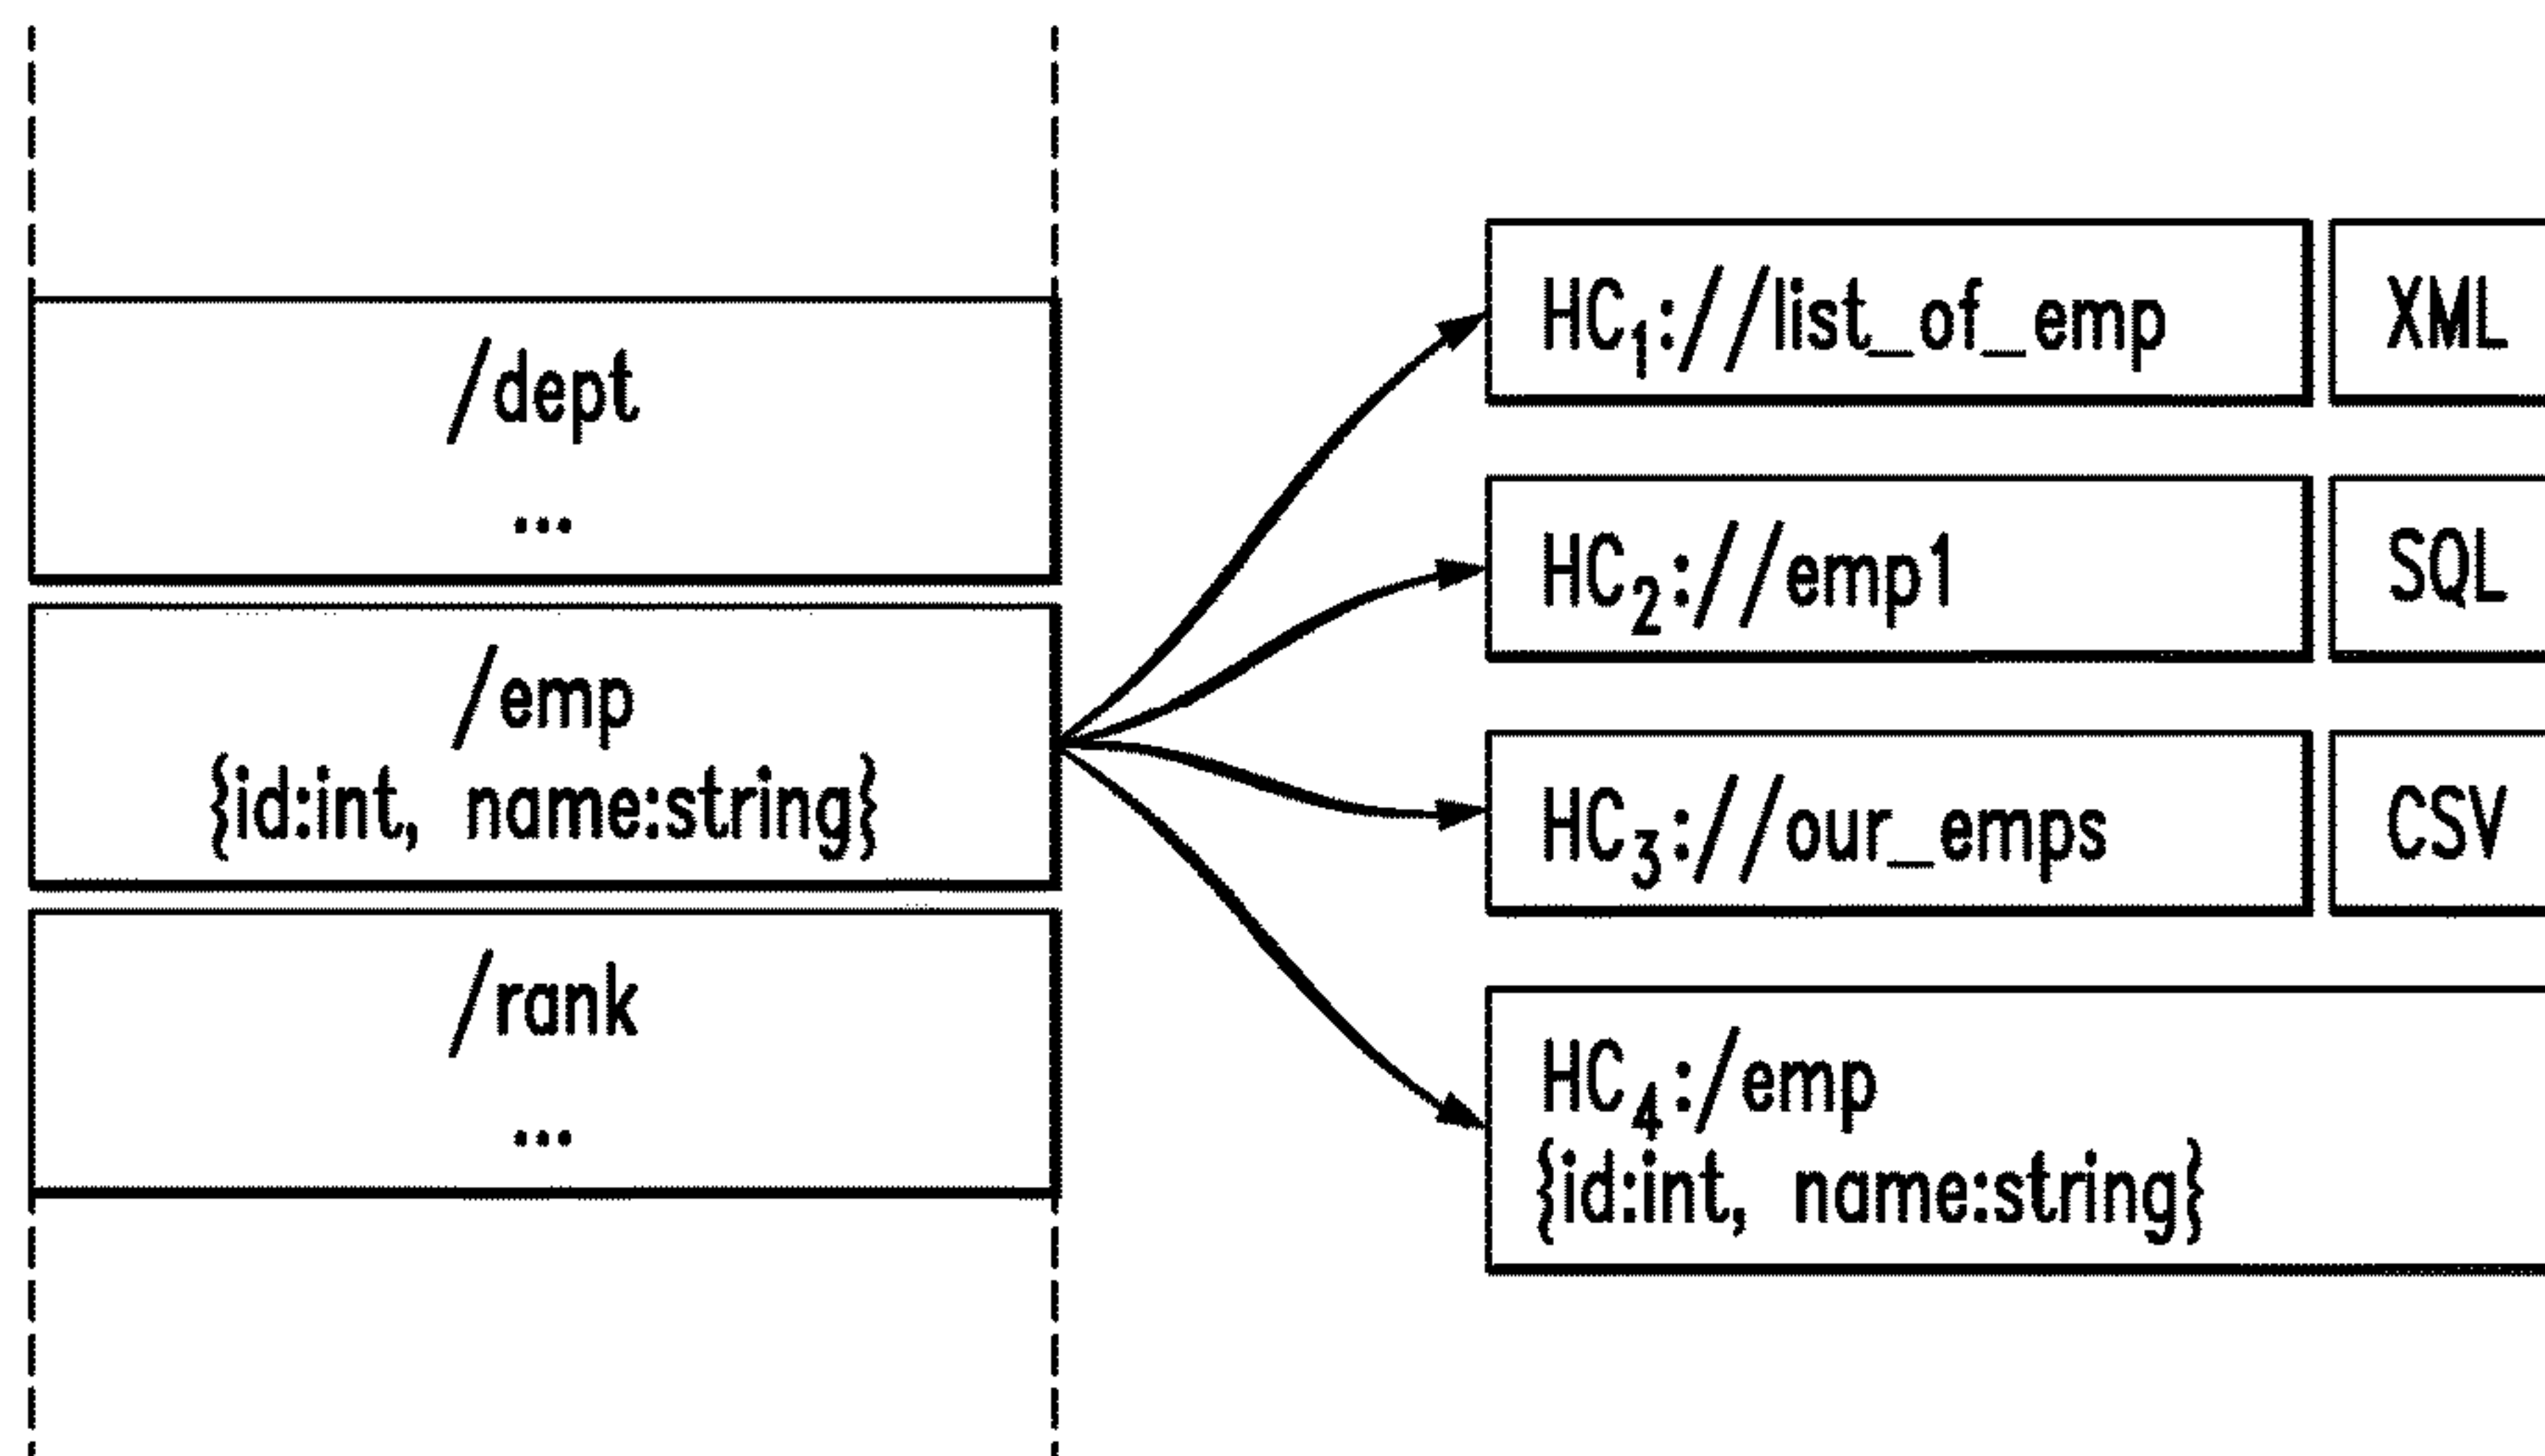 /dept
...
/emp
{id:int, name:string}
/rank
...
HC₁://list_of_emp
XML
HC₂://emp1
SQL
HC₃://our_emps
CSV
HC₄:/emp
{id:int, name:string}